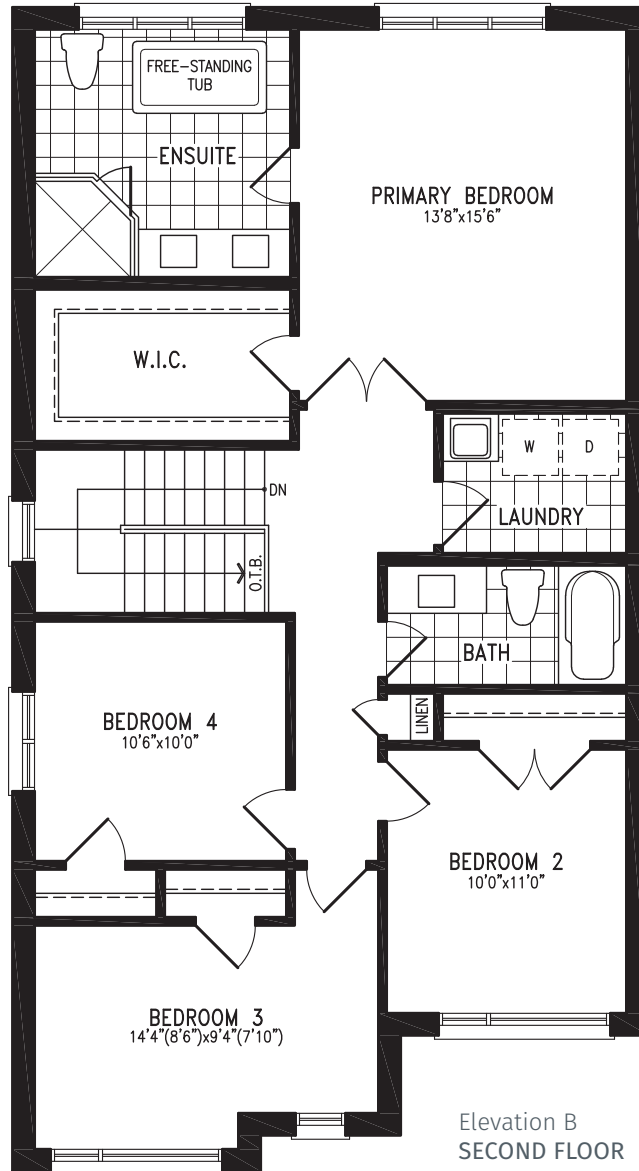 FREE-STANDING
TUB
ENSUITE
PRIMARY BEDROOM
13'8"x15'6"
W.I.C.
W
D
LAUNDRY
DN
O.T.B.
BATH
LINEN
BEDROOM 4
10'6"x10'0"
BEDROOM 2
10'0"x11'0"
BEDROOM 3
14'4"(8'6")x9'4"(7'10")
Elevation B
SECOND FLOOR